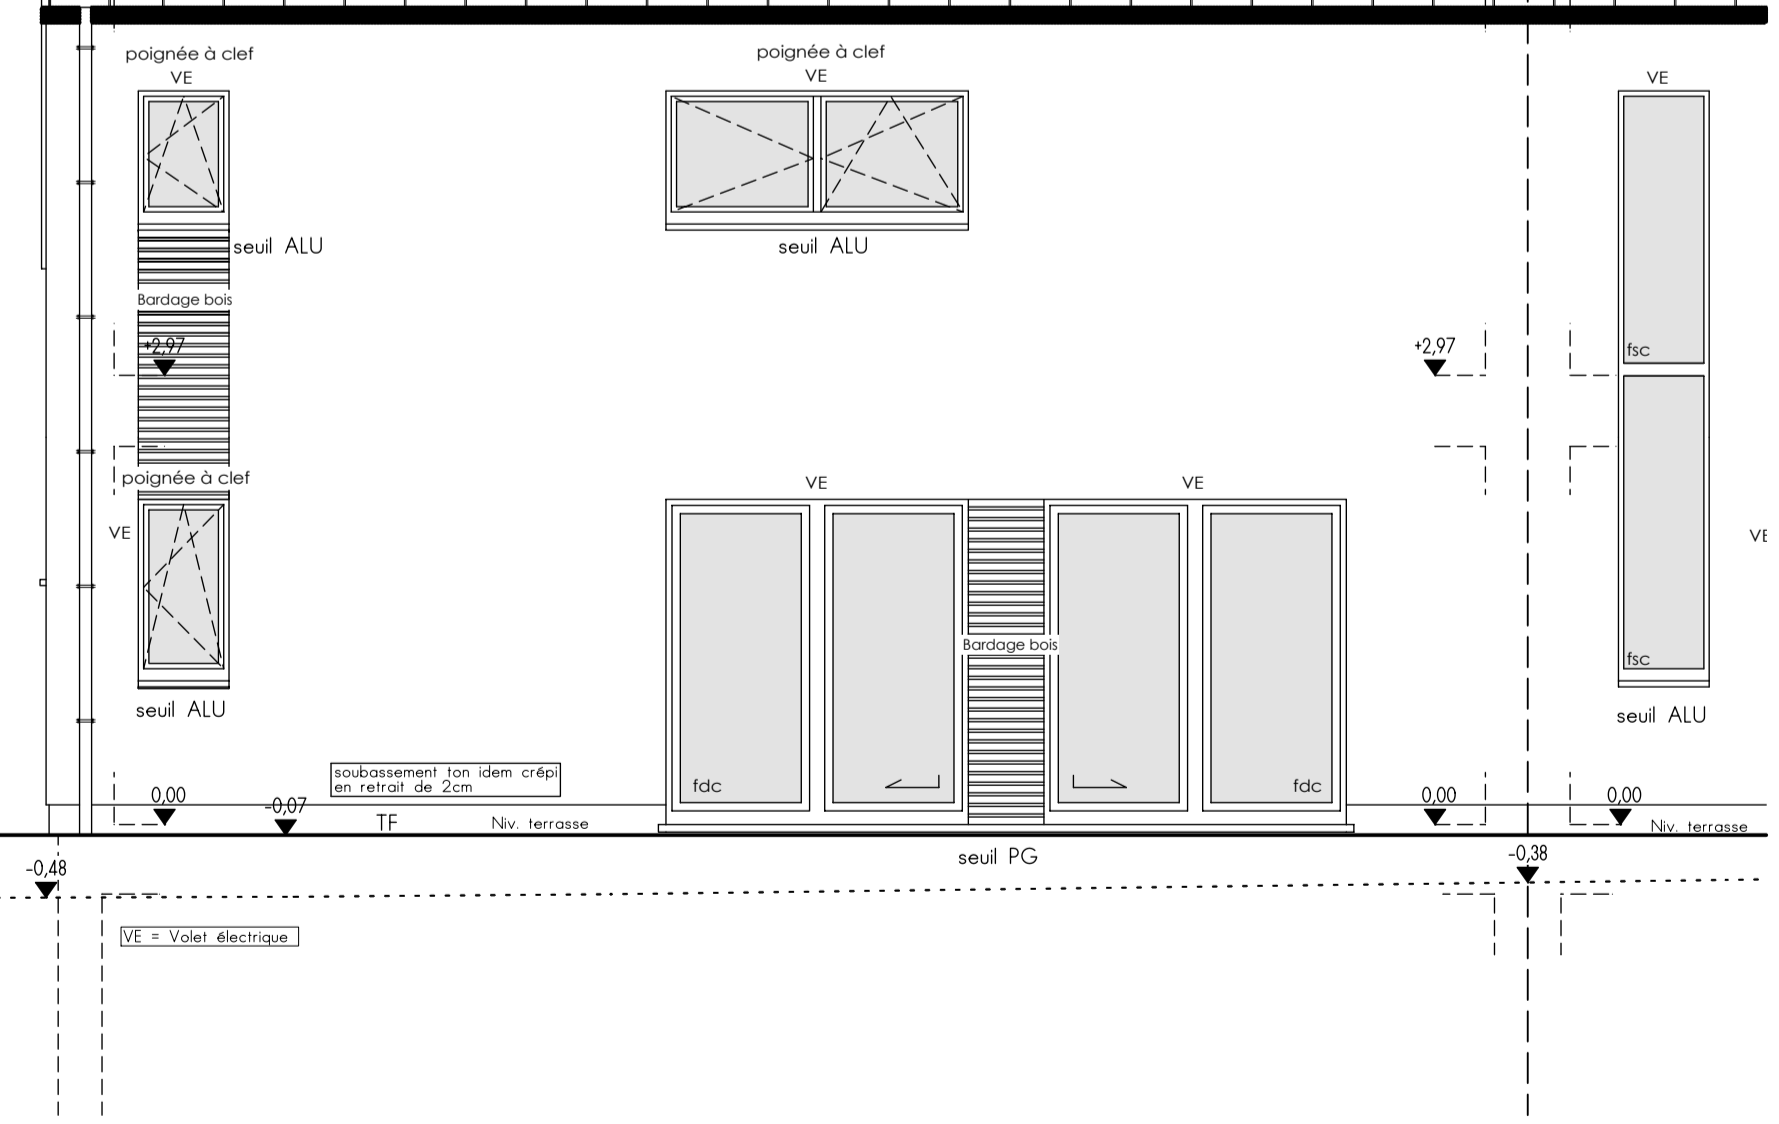 poignée à clef
VE
poignée à clef
VE
VE
seuil ALU
seuil ALU
Bardage bois
+2,97
+2,97
fsc
poignée à clef
VE
VE
VE
VE
Bardage bois
fsc
seuil ALU
seuil ALU
soubassement ton idem crépi
en retrait de 2cm
fdc
fdc
0,00
-0,07
TF
Niv. terrasse
0,00
0,00
Niv. terrasse
seuil PG
-0,48
-0,38
VE = Volet électrique